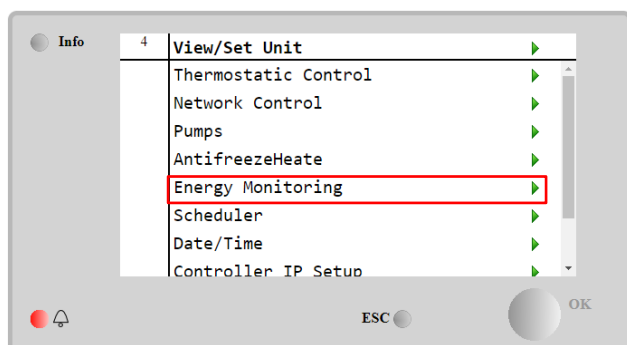 Info
4 View/Set Unit
Thermostatic Control
Network Control
Pumps
AntifreezeHeate
Energy Monitoring
Scheduler
Date/Time
Controller IP Setup
ESC
OK